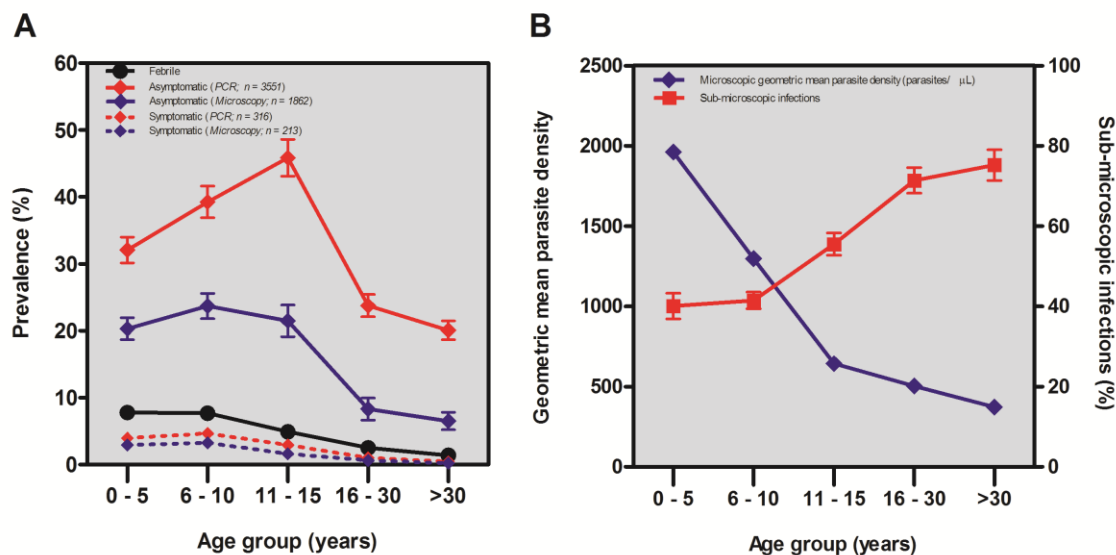 A
Prevalence (%)
60
50
40
30
20
10
0
Febrile
Asymptomatic (PCR; n = 3551)
Asymptomatic (Microscopy; n = 1862)
Symptomatic (PCR; n = 316)
Symptomatic (Microscopy; n = 213)
0 - 5 6 - 10 11 - 15 16 - 30 >30
Age group (years)
B
Geometric mean parasite density
2500
2000
1500
1000
500
0
Microscopic geometric mean parasite density (parasites/ μL)
Sub-microscopic infections
100
80
60
40
20
0
Sub-microscopic
infections (%)
0 - 5 6 - 10 11 - 15 16 - 30 >30
Age group (years)